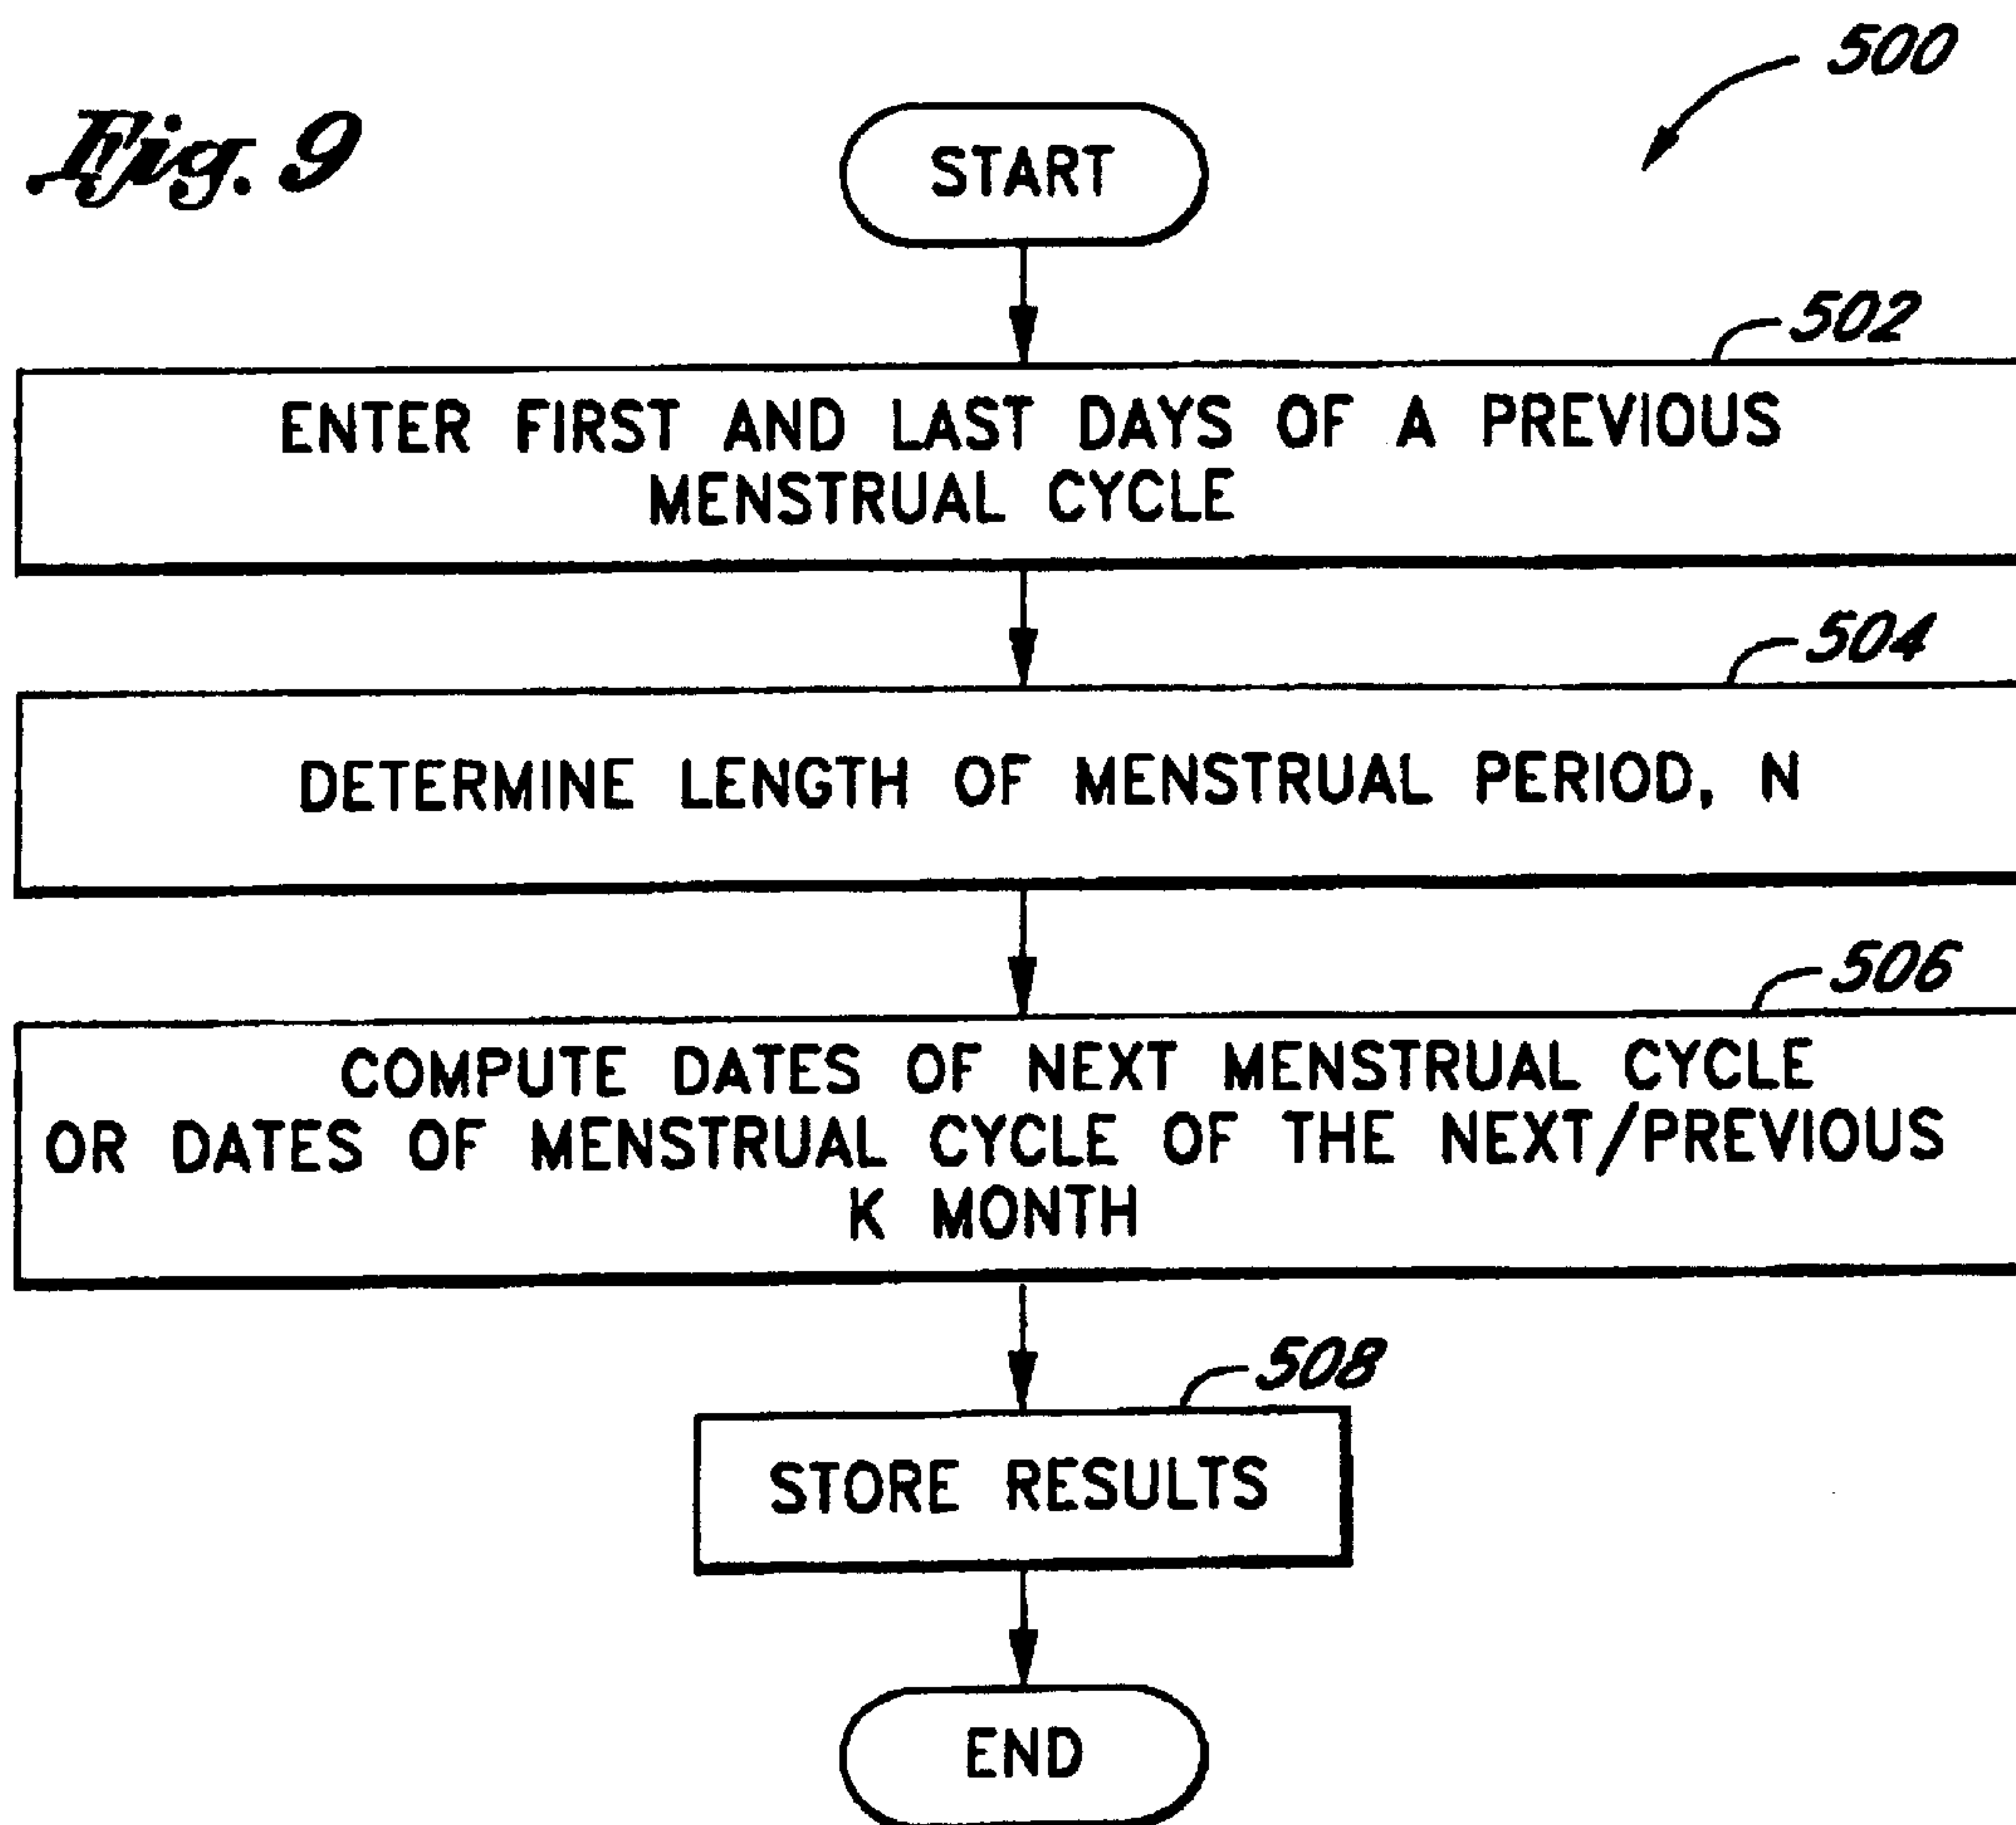 Fig. 9
500
START
502
ENTER FIRST AND LAST DAYS OF A PREVIOUS
MENSTRUAL CYCLE
504
DETERMINE LENGTH OF MENSTRUAL PERIOD, N
506
COMPUTE DATES OF NEXT MENSTRUAL CYCLE
OR DATES OF MENSTRUAL CYCLE OF THE NEXT/PREVIOUS
K MONTH
508
STORE RESULTS
END